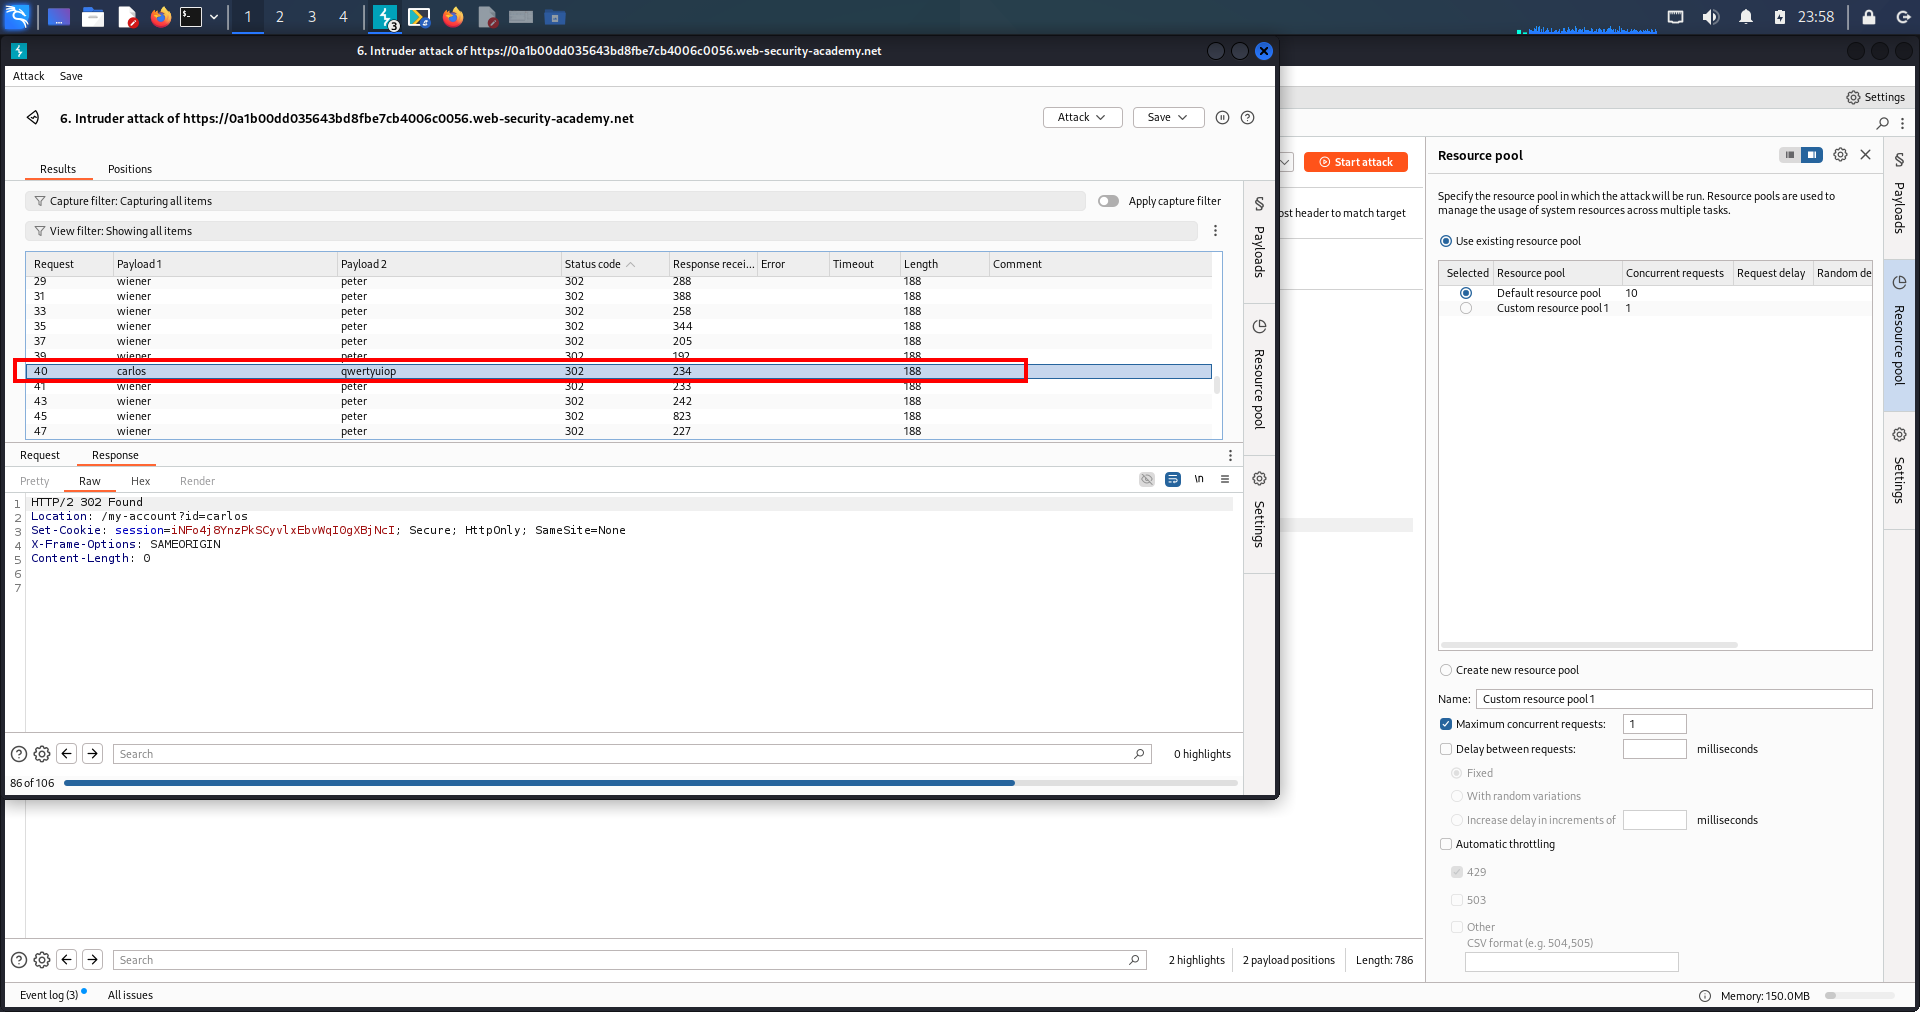 1 2 3 4 3 23:58
6. Intruder attack of https://0a1b00dd035643bd8fbe7cb4006c0056.web-security-academy.net
Attack Save
6. Intruder attack of https://0a1b00dd035643bd8fbe7cb4006c0056.web-security-academy.net
Attack Save
Results Positions
Capture filter: Capturing all items Apply capture filter
View filter: Showing all items
Request Payload 1 Payload 2 Status code Response recei... Error Timeout Length Comment
29 wiener peter 302 288 188
31 wiener peter 302 388 188
33 wiener peter 302 258 188
35 wiener peter 302 344 188
37 wiener peter 302 205 188
39 wiener peter 302 192 188
40 carlos qwertyuiop 302 234 188
41 wiener peter 302 233 188
43 wiener peter 302 242 188
45 wiener peter 302 823 188
47 wiener peter 302 227 188
Payloads
Resource pool
Settings
Request Response
Pretty Raw Hex Render \n
1 HTTP/2 302 Found
2 Location: /my-account?id=carlos
3 Set-Cookie: session=iNFo4j8YnzPkSCyvlxEbvWqI0gXBjNcI; Secure; HttpOnly; SameSite=None
4 X-Frame-Options: SAMEORIGIN
5 Content-Length: 0
6
7
Search 0 highlights
86 of 106
Settings
Start attack
ost header to match target
Resource pool
Specify the resource pool in which the attack will be run. Resource pools are used to
manage the usage of system resources across multiple tasks.
Use existing resource pool
Selected Resource pool Concurrent requests Request delay Random de
Default resource pool 10
Custom resource pool 1 1
Create new resource pool
Name: Custom resource pool 1
Maximum concurrent requests: 1
Delay between requests: milliseconds
Fixed
With random variations
Increase delay in increments of milliseconds
Automatic throttling
429
503
Other
CSV format (e.g. 504,505)
Payloads
Resource pool
Settings
Search 2 highlights 2 payload positions Length: 786
Event log (3) All issues Memory: 150.0MB